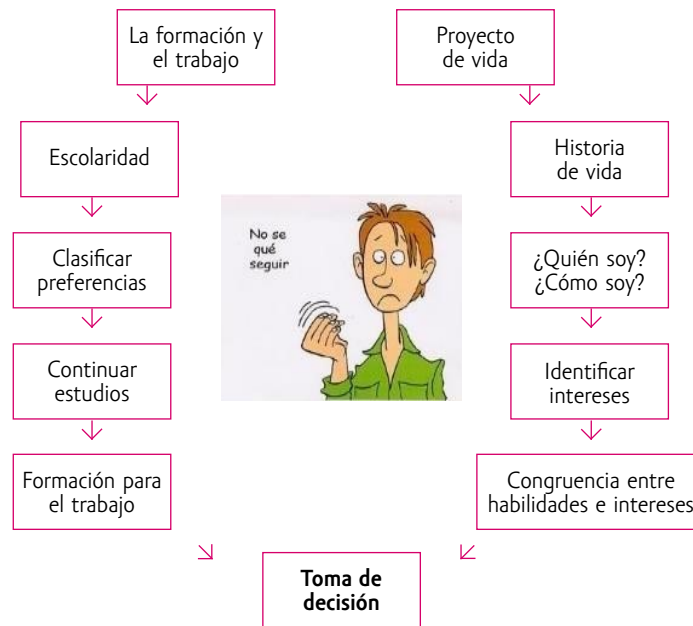 La formación y
el trabajo
Proyecto
de vida
Escolaridad
Historia
de vida
No se
qué
seguir
Clasificar
preferencias
¿Quién soy?
¿Cómo soy?
Continuar
estudios
Identificar
intereses
Formación para
el trabajo
Congruencia entre
habilidades e intereses
Toma de
decisión